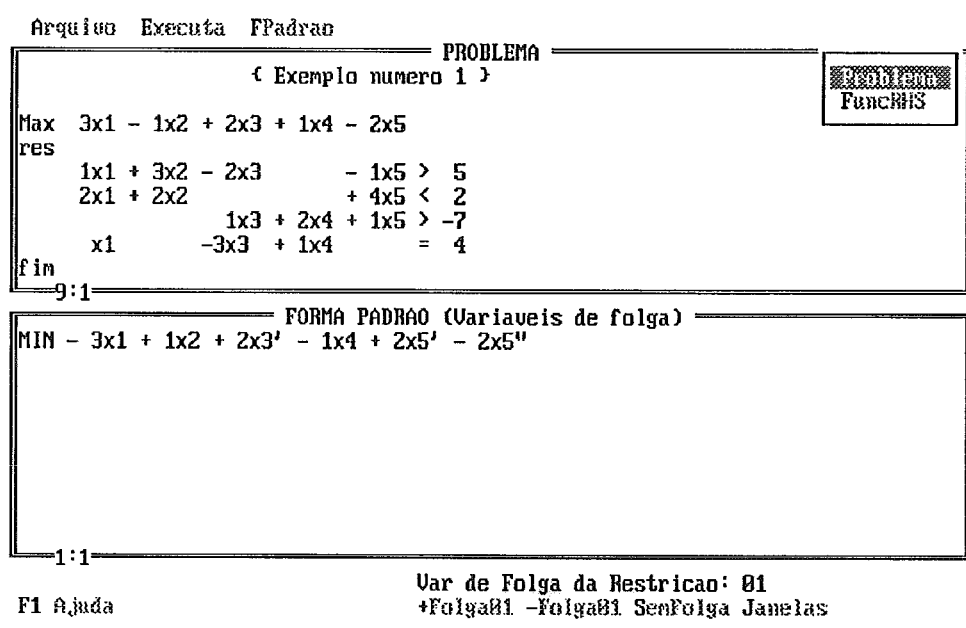 Arquivo Executa FPadrao
PROBLEMA
{ Exemplo numero 1 }
Problema
FuncRHS
Max 3x1 - 1x2 + 2x3 + 1x4 - 2x5
res
1x1 + 3x2 - 2x3 - 1x5 > 5
2x1 + 2x2 + 4x5 < 2
1x3 + 2x4 + 1x5 > -7
x1 -3x3 + 1x4 = 4
fim
9:1
FORMA PADRAO (Variaveis de folga)
MIN - 3x1 + 1x2 + 2x3' - 1x4 + 2x5' - 2x5"
1:1
Var de Folga da Restricao: 01
F1 Ajuda +Folga01 -Folga01 SemFolga Janelas